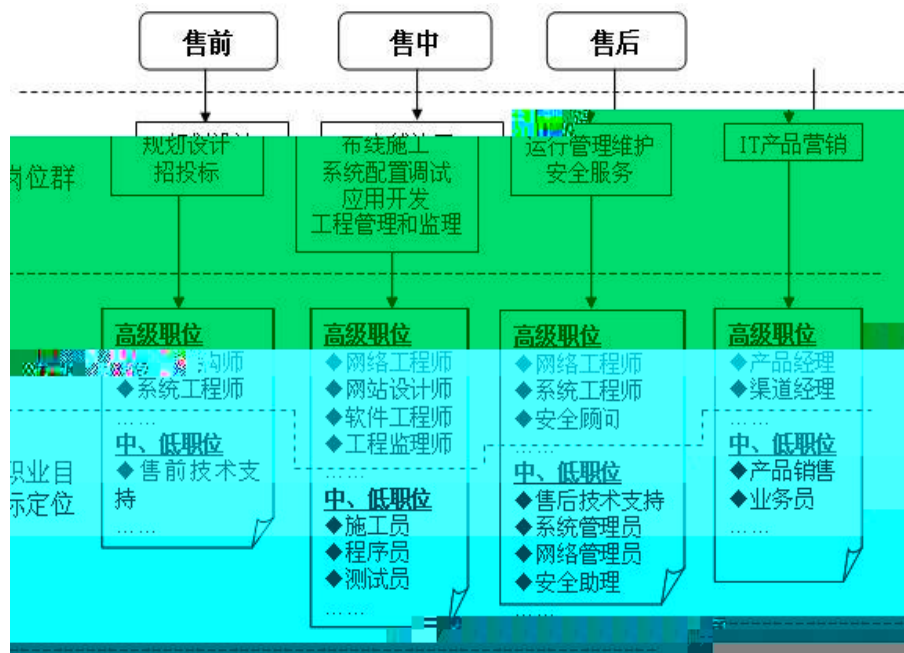 售前
售中
售后
规划设计
招投标
布线施工
系统配置调试
应用开发
工程管理和监理
运行管理维护
安全服务
IT产品营销
岗位群
高级职位
构师
◆系统工程师
……
中、低职位
◆售前技术支
持
……
高级职位
◆网络工程师
◆网站设计师
◆软件工程师
◆工程监理师
……
中、低职位
◆施工员
◆程序员
◆测试员
……
高级职位
◆网络工程师
◆系统工程师
◆安全顾问
……
中、低职位
◆售后技术支持
◆系统管理员
◆网络管理员
◆安全助理
……
高级职位
◆产品经理
◆渠道经理
……
中、低职位
◆产品销售
◆业务员
……
职业目
标定位